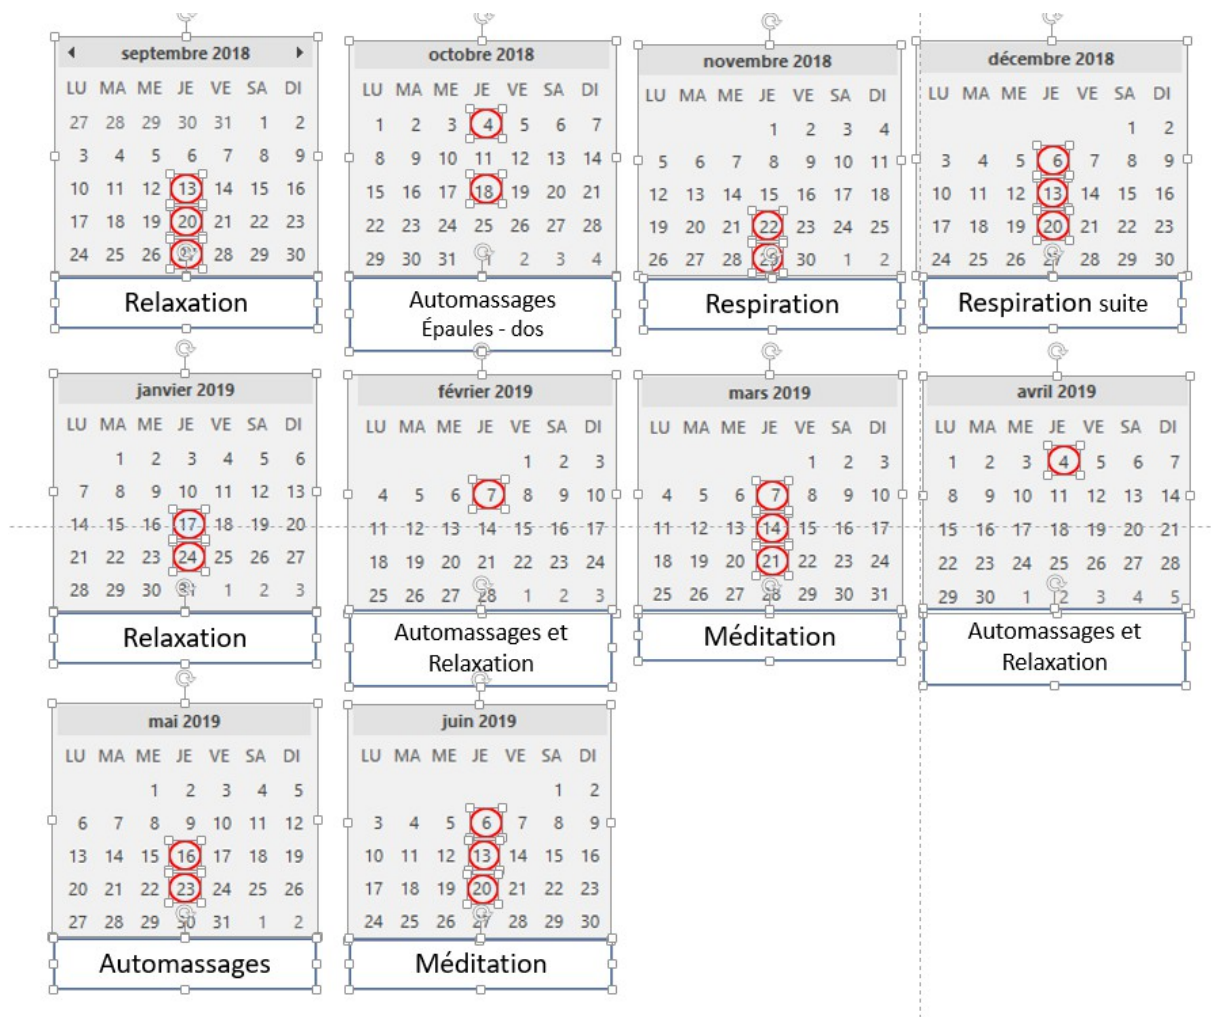 septembre 2018
LU MA ME JE VE SA DI
27 28 29 30 31 1 2
3 4 5 6 7 8 9
10 11 12 13 14 15 16
17 18 19 20 21 22 23
24 25 26 27 28 29 30
Relaxation
octobre 2018
LU MA ME JE VE SA DI
1 2 3 4 5 6 7
8 9 10 11 12 13 14
15 16 17 18 19 20 21
22 23 24 25 26 27 28
29 30 31 1 2 3 4
Automassages
Épaules - dos
novembre 2018
LU MA ME JE VE SA DI
1 2 3 4
5 6 7 8 9 10 11
12 13 14 15 16 17 18
19 20 21 22 23 24 25
26 27 28 29 30 1 2
Respiration
décembre 2018
LU MA ME JE VE SA DI
1 2
3 4 5 6 7 8 9
10 11 12 13 14 15 16
17 18 19 20 21 22 23
24 25 26 27 28 29 30
Respiration suite
janvier 2019
LU MA ME JE VE SA DI
1 2 3 4 5 6
7 8 9 10 11 12 13
14 15 16 17 18 19 20
21 22 23 24 25 26 27
28 29 30 31 1 2 3
Relaxation
février 2019
LU MA ME JE VE SA DI
1 2 3
4 5 6 7 8 9 10
11 12 13 14 15 16 17
18 19 20 21 22 23 24
25 26 27 28 1 2 3
Automassages et
Relaxation
mars 2019
LU MA ME JE VE SA DI
1 2 3
4 5 6 7 8 9 10
11 12 13 14 15 16 17
18 19 20 21 22 23 24
25 26 27 28 29 30 31
Méditation
avril 2019
LU MA ME JE VE SA DI
1 2 3 4 5 6 7
8 9 10 11 12 13 14
15 16 17 18 19 20 21
22 23 24 25 26 27 28
29 30 1 2 3 4 5
Automassages et
Relaxation
mai 2019
LU MA ME JE VE SA DI
1 2 3 4 5
6 7 8 9 10 11 12
13 14 15 16 17 18 19
20 21 22 23 24 25 26
27 28 29 30 31 1 2
Automassages
juin 2019
LU MA ME JE VE SA DI
1 2
3 4 5 6 7 8 9
10 11 12 13 14 15 16
17 18 19 20 21 22 23
24 25 26 27 28 29 30
Méditation